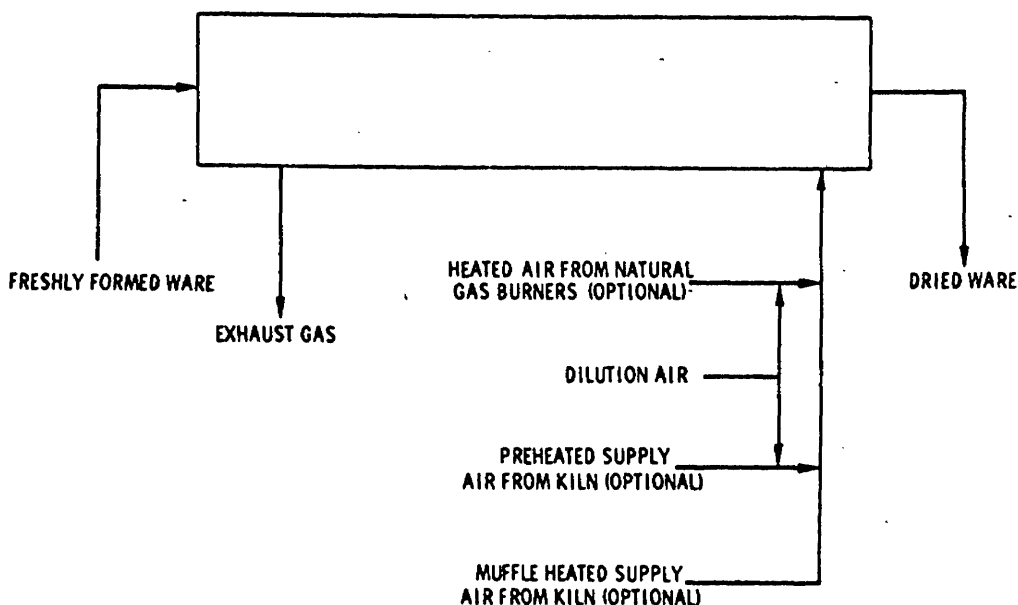 FRESHLY FORMED WARE
EXHAUST GAS
HEATED AIR FROM NATURAL
GAS BURNERS (OPTIONAL)
DRIED WARE
DILUTION AIR
PREHEATED SUPPLY
AIR FROM KILN (OPTIONAL)
MUFFLE HEATED SUPPLY
AIR FROM KILN (OPTIONAL)